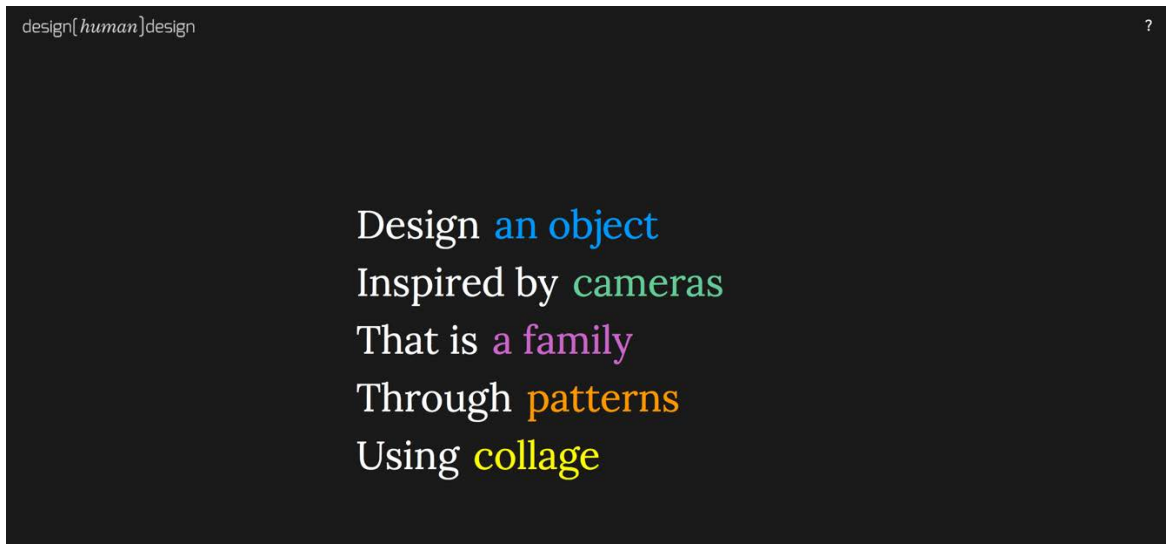 design[human]design
?
Design an object
Inspired by cameras
That is a family
Through patterns
Using collage